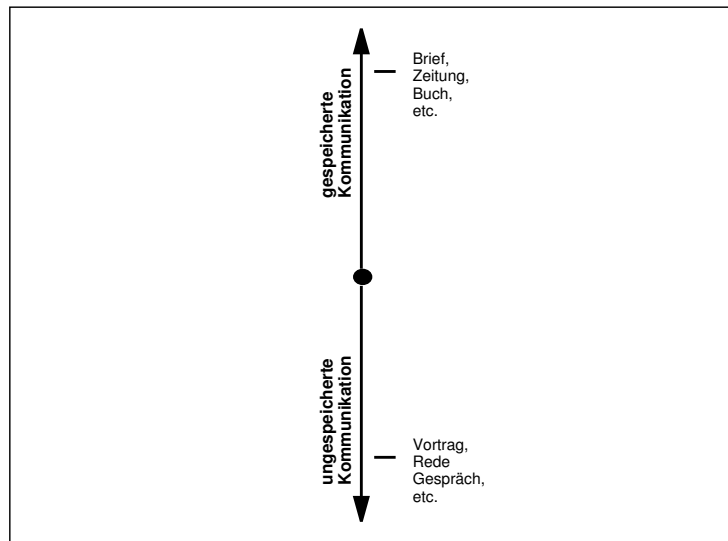 gespeicherte
Kommunikation
Brief,
Zeitung,
Buch,
etc.
ungespeicherte
Kommunikation
Vortrag,
Rede
Gespräch,
etc.